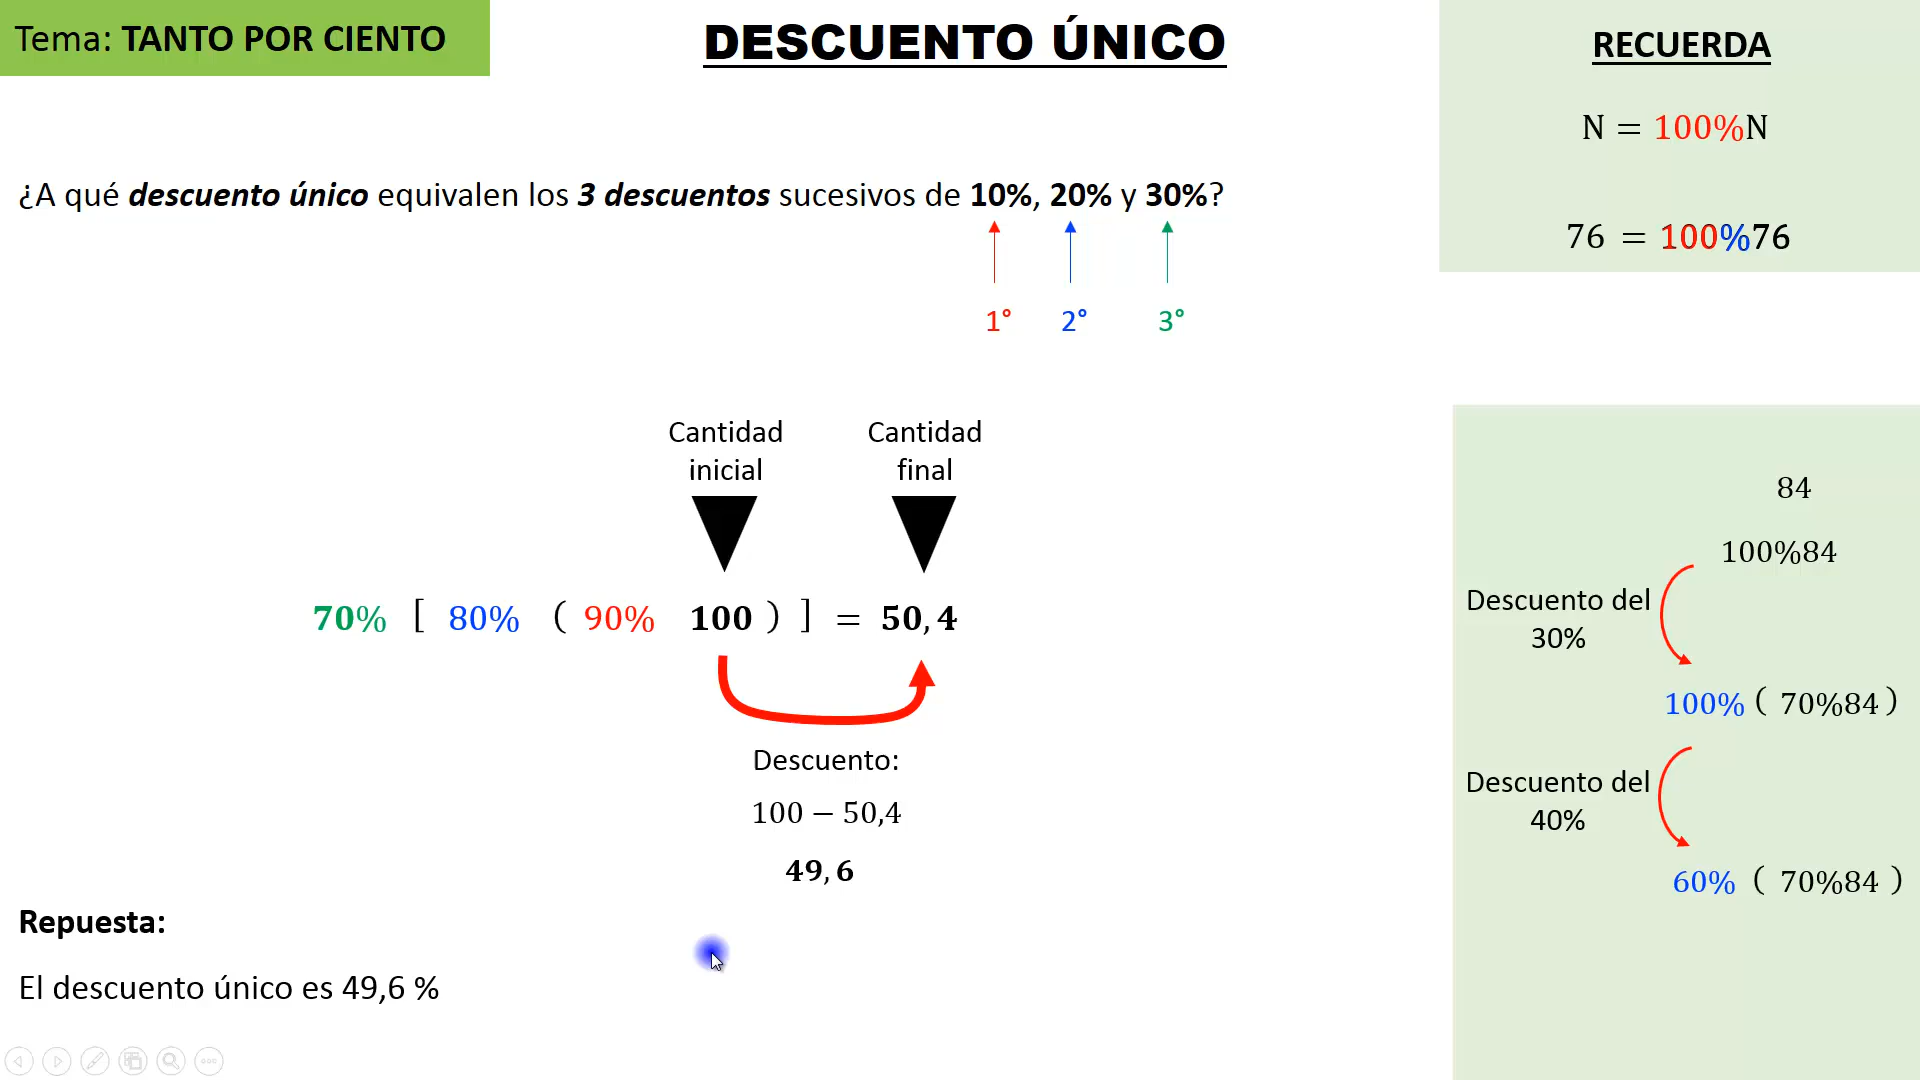 Tema: TANTO POR CIENTO
DESCUENTO ÚNICO
¿A qué descuento único equivalen los 3 descuentos sucesivos de 10%, 20% y 30%?
1° 2° 3°
Cantidad inicial
Cantidad final
70% [ 80% ( 90% 100 ) ] = 50,4
Descuento:
100 − 50,4
49,6
Repuesta:
El descuento único es 49,6 %
RECUERDA
N = 100%N
76 = 100%76
84
100%84
Descuento del
30%
100% ( 70%84 )
Descuento del
40%
60% ( 70%84 )